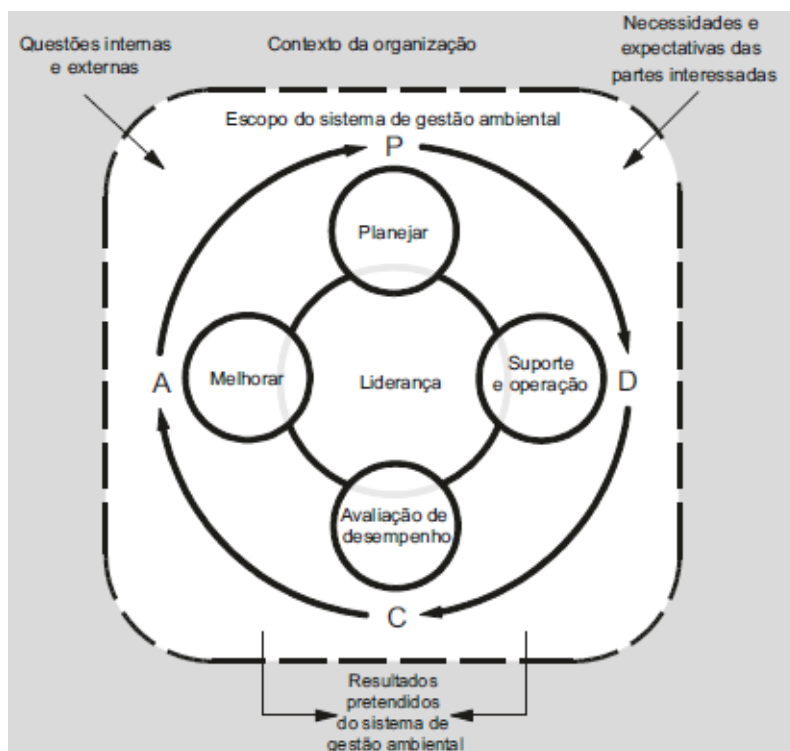 Questões internas
e externas
Contexto da organização
Necessidades e
expectativas das
partes interessadas
Escopo do sistema de gestão ambiental
P
Planejar
A
Melhorar
Liderança
Suporte
e operação
D
Avaliação de
desempenho
C
Resultados
pretendidos
do sistema de
gestão ambiental